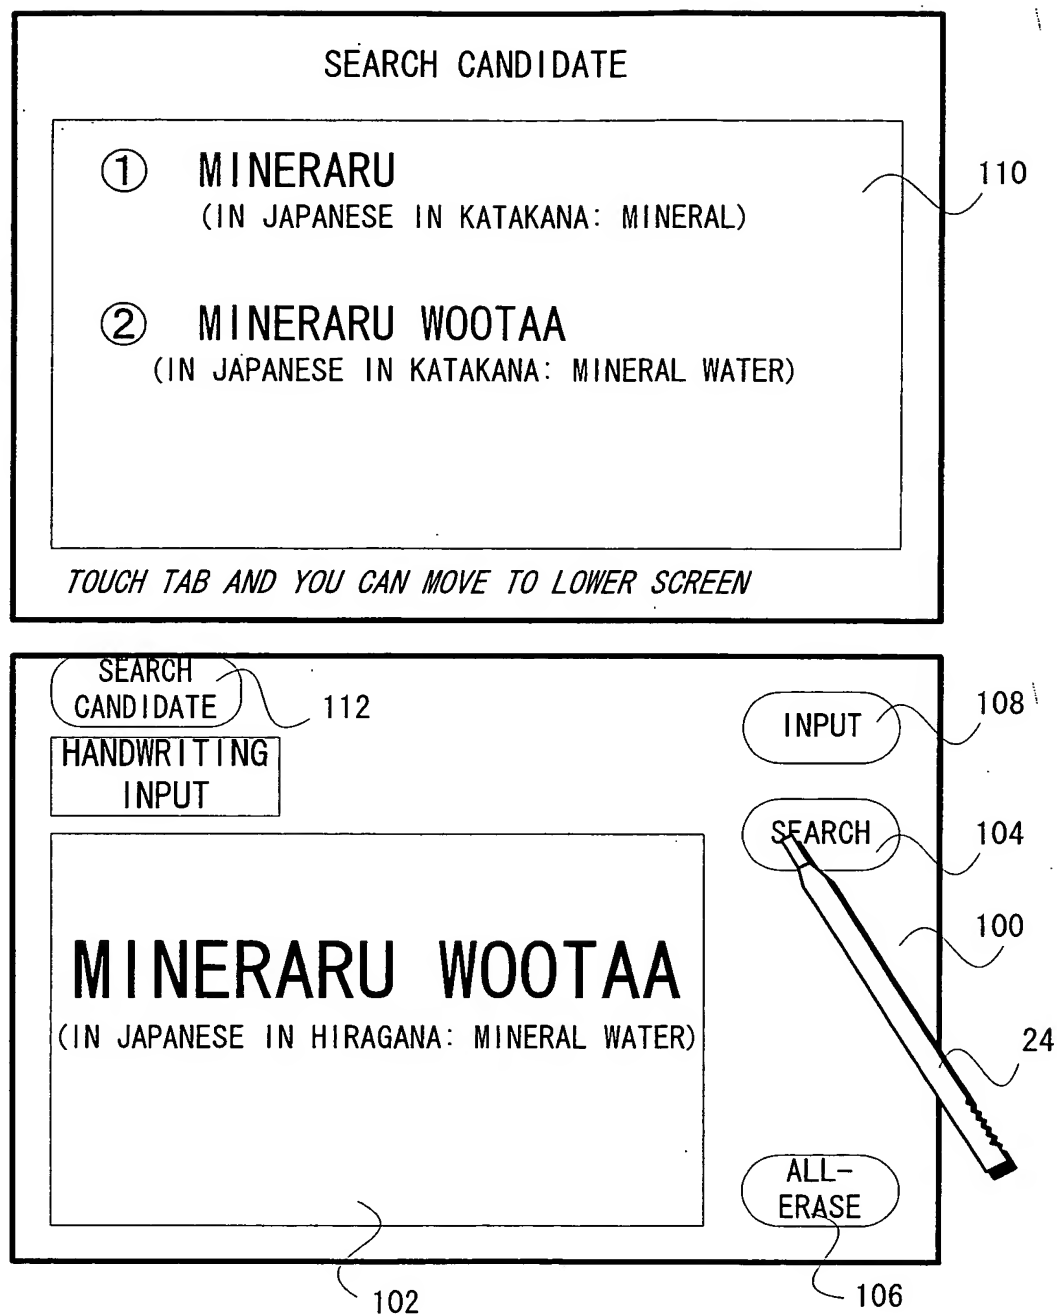 SEARCH CANDIDATE
① MINERARU
(IN JAPANESE IN KATAKANA: MINERAL)
110
② MINERARU WOOTAA
(IN JAPANESE IN KATAKANA: MINERAL WATER)
TOUCH TAB AND YOU CAN MOVE TO LOWER SCREEN
SEARCH
CANDIDATE
112
HANDWRITING
INPUT
INPUT
108
SEARCH
104
100
MINERARU WOOTAA
(IN JAPANESE IN HIRAGANA: MINERAL WATER)
24
ALL-
ERASE
102
106